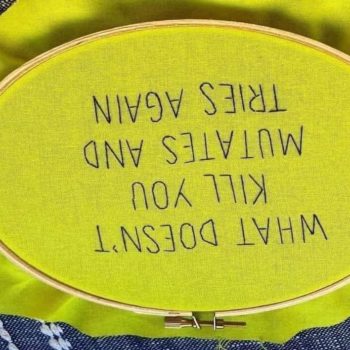 WHAT DOESN'T
KILL YOU
MUTATES AND
TRIES AGAIN